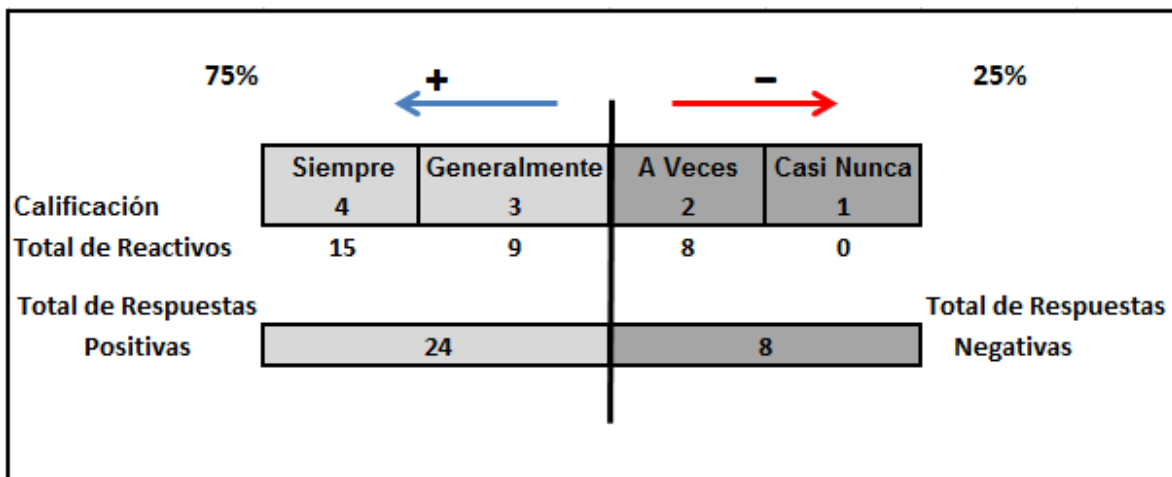 75% + – 25%
Siempre Generalmente A Veces Casi Nunca
Calificación 4 3 2 1
Total de Reactivos 15 9 8 0
Total de Respuestas Total de Respuestas
Positivas 24 8 Negativas